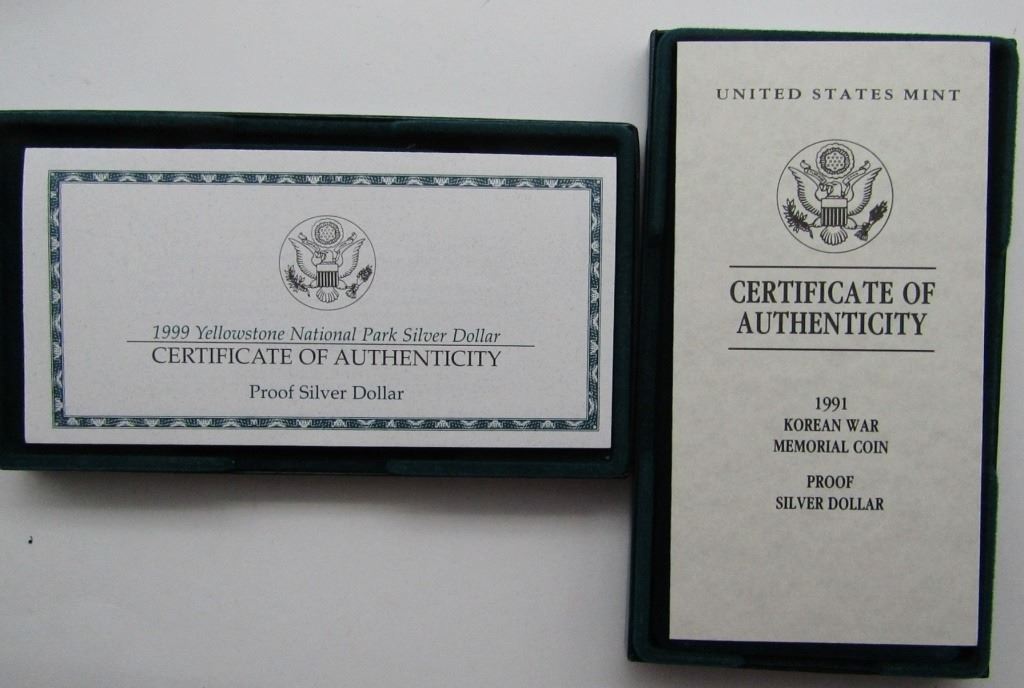 1999 Yellowstone National Park Silver Dollar
CERTIFICATE OF AUTHENTICITY
Proof Silver Dollar
UNITED STATES MINT
CERTIFICATE OF
AUTHENTICITY
1991
KOREAN WAR
MEMORIAL COIN
PROOF
SILVER DOLLAR